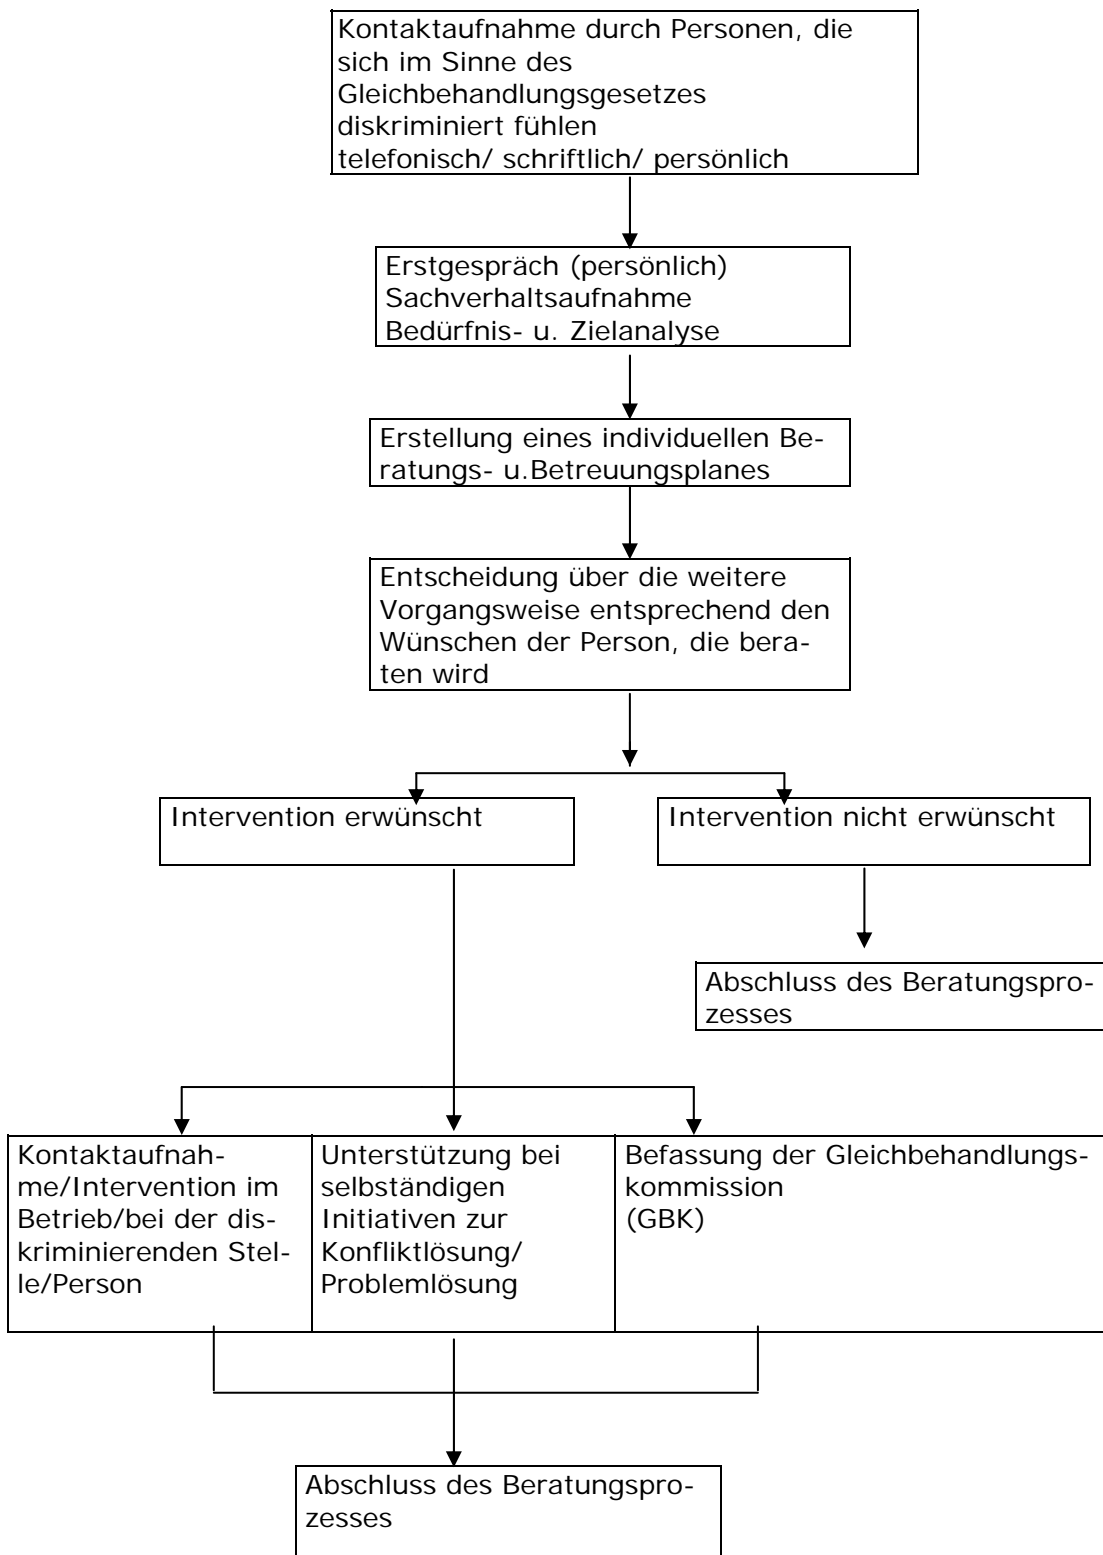 Kontaktaufnahme durch Personen, die
sich im Sinne des
Gleichbehandlungsgesetzes
diskriminiert fühlen
telefonisch/ schriftlich/ persönlich
Erstgespräch (persönlich)
Sachverhaltsaufnahme
Bedürfnis- u. Zielanalyse
Erstellung eines individuellen Be-
ratungs- u.Betreuungsplanes
Entscheidung über die weitere
Vorgangsweise entsprechend den
Wünschen der Person, die bera-
ten wird
Intervention erwünscht
Intervention nicht erwünscht
Abschluss des Beratungspro-
zesses
Kontaktaufnah-
me/Intervention im
Betrieb/bei der dis-
kriminierenden Stel-
le/Person
Unterstützung bei
selbständigen
Initiativen zur
Konfliktlösung/
Problemlösung
Befassung der Gleichbehandlungs-
kommission
(GBK)
Abschluss des Beratungspro-
zesses